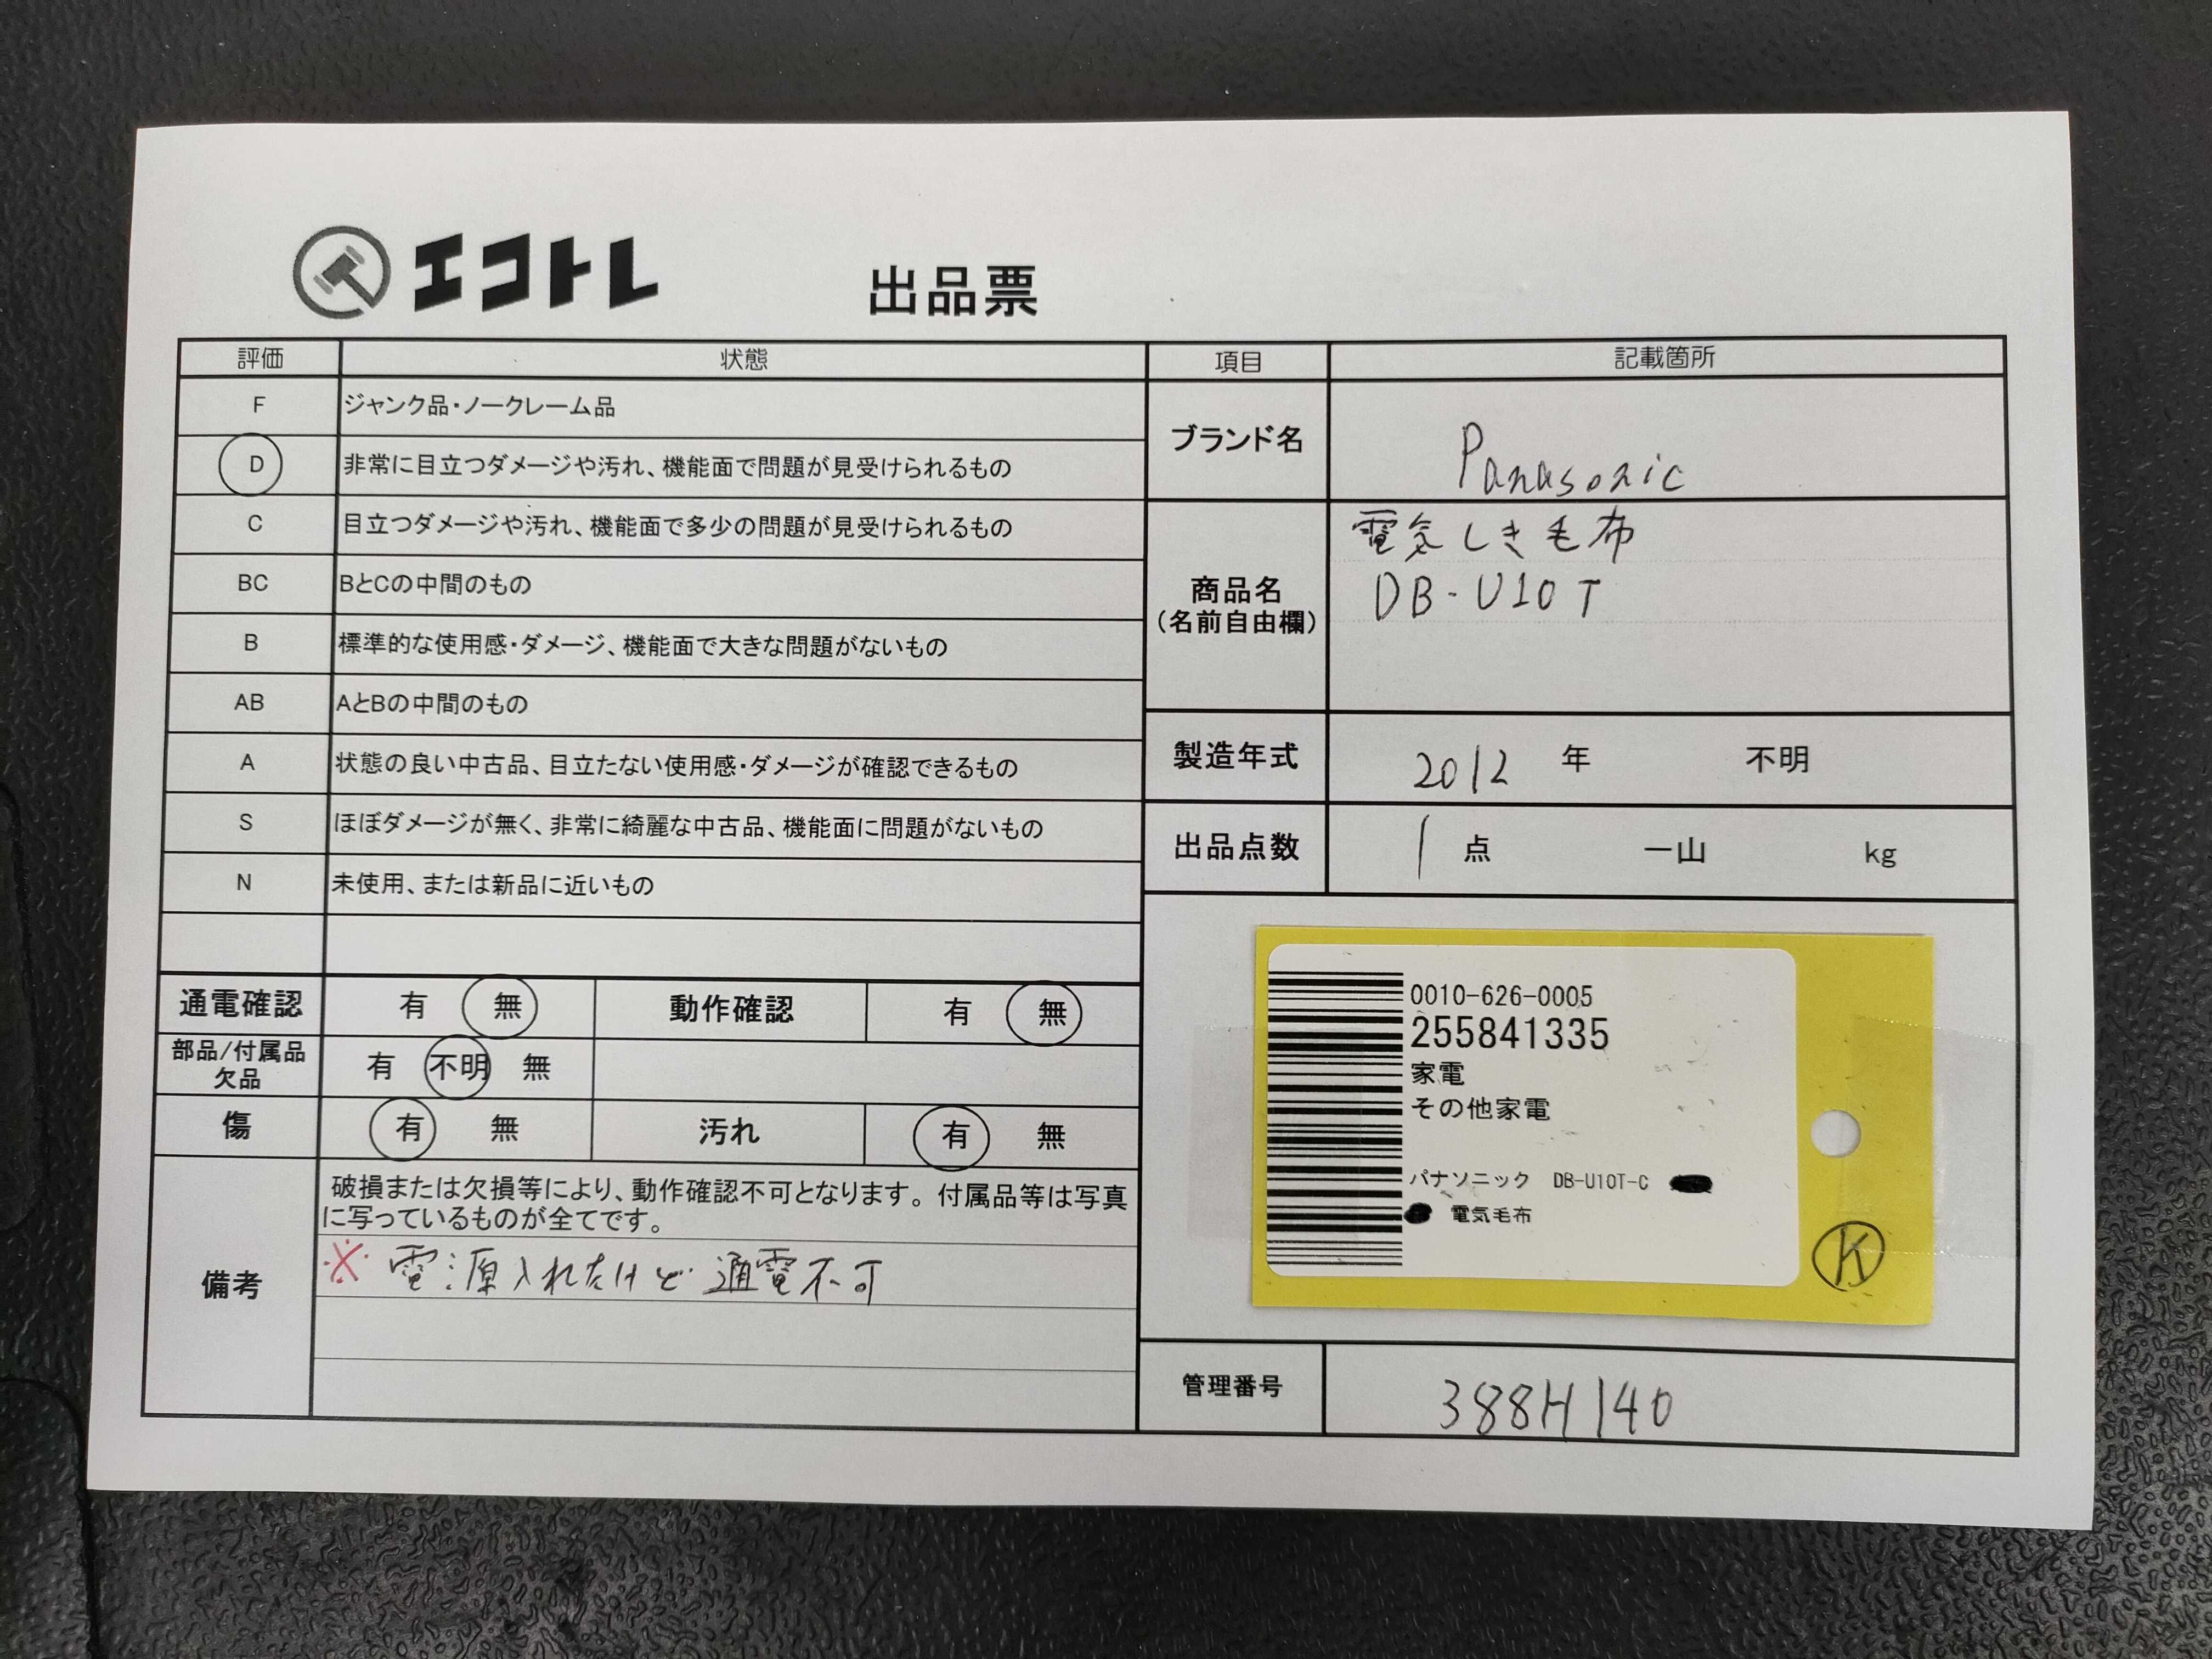 エコトレ
出品票
評価 状態
F ジャンク品・ノークレーム品
D 非常に目立つダメージや汚れ、機能面で問題が見受けられるもの
C 目立つダメージや汚れ、機能面で多少の問題が見受けられるもの
BC BとCの中間のもの
B 標準的な使用感・ダメージ、機能面で大きな問題がないもの
AB AとBの中間のもの
A 状態の良い中古品、目立たない使用感・ダメージが確認できるもの
S ほぼダメージが無く、非常に綺麗な中古品、機能面に問題がないもの
N 未使用、または新品に近いもの
通電確認 有 無 動作確認 有 無
部品/付属品
欠品
有 不明 無
傷 有 無 汚れ 有 無
備考
破損または欠損等により、動作確認不可となります。付属品等は写真
に写っているものが全てです。
※ 電源入れたけど通電不可
項目 記載箇所
ブランド名 Panasonic
商品名
(名前自由欄)
電気しき毛布
DB-U10T
製造年式 2012 年 不明
出品点数 1 点 一山 kg
0010-626-0005
255841335
家電
その他家電
パナソニック DB-U10T-C
電気毛布
K
管理番号 388H140